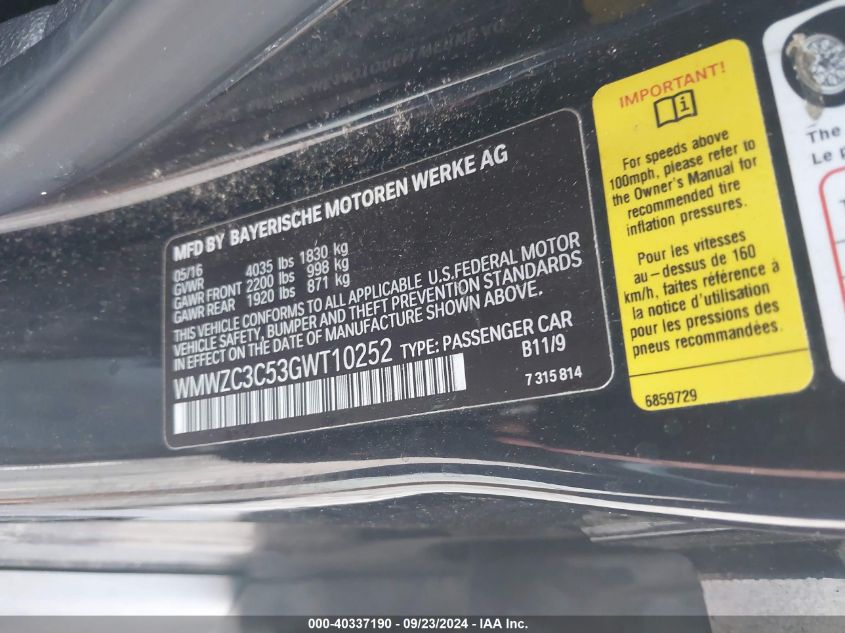 MFD BY BAYERISCHE MOTOREN WERKE AG
05/16 4035 lbs 1830 kg
GVWR
GAWR FRONT 2200 lbs 998 kg
GAWR REAR 1920 lbs 871 kg
THIS VEHICLE CONFORMS TO ALL APPLICABLE U.S.FEDERAL MOTOR
VEHICLE SAFETY, BUMPER AND THEFT PREVENTION STANDARDS
IN EFFECT ON THE DATE OF MANUFACTURE SHOWN ABOVE.
WMWZC3C53GWT10252 TYPE: PASSENGER CAR
B11/9
7 315 814
IMPORTANT!
For speeds above
100mph, please refer to
the Owner's Manual for
recommended tire
inflation pressures.
Pour les vitesses
au-dessus de 160
km/h, faites référence à
la notice d'utilisation
pour les pressions des
pneus recommandées.
6859729
The
Le
000-40337190 - 09/23/2024 - IAA Inc.